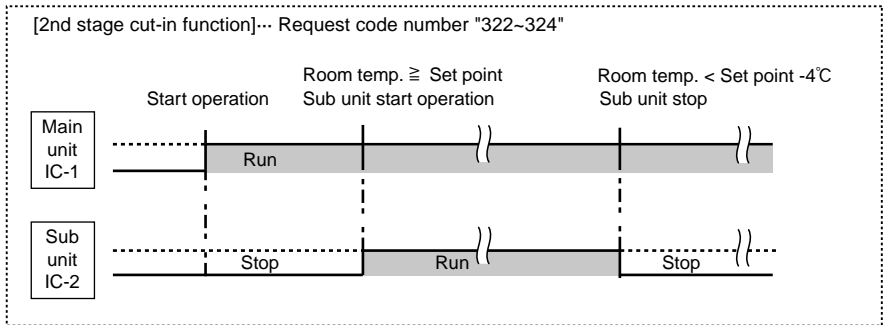 [2nd stage cut-in function]··· Request code number "322~324"
Room temp. ≧ Set point
Room temp. < Set point -4℃
Start operation
Sub unit start operation
Sub unit stop
Main
unit
IC-1
Run
Sub
unit
IC-2
Stop
Run
Stop